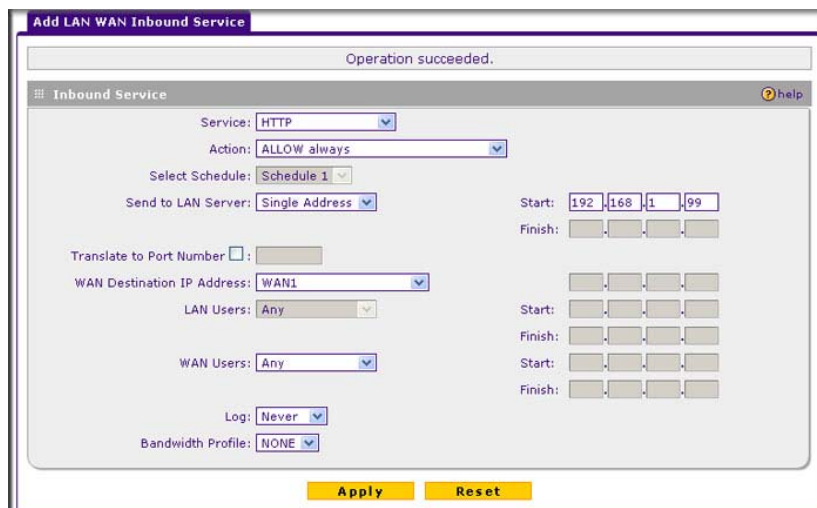 Add LAN WAN Inbound Service
Operation succeeded.
Inbound Service
help
Service: HTTP
Action: ALLOW always
Select Schedule: Schedule 1
Send to LAN Server: Single Address Start: 192 .168 .1 .99
Finish: . . .
Translate to Port Number :
WAN Destination IP Address: WAN1 . . .
LAN Users: Any Start: . . .
Finish: . . .
WAN Users: Any Start: . . .
Finish: . . .
Log: Never
Bandwidth Profile: NONE
Apply Reset